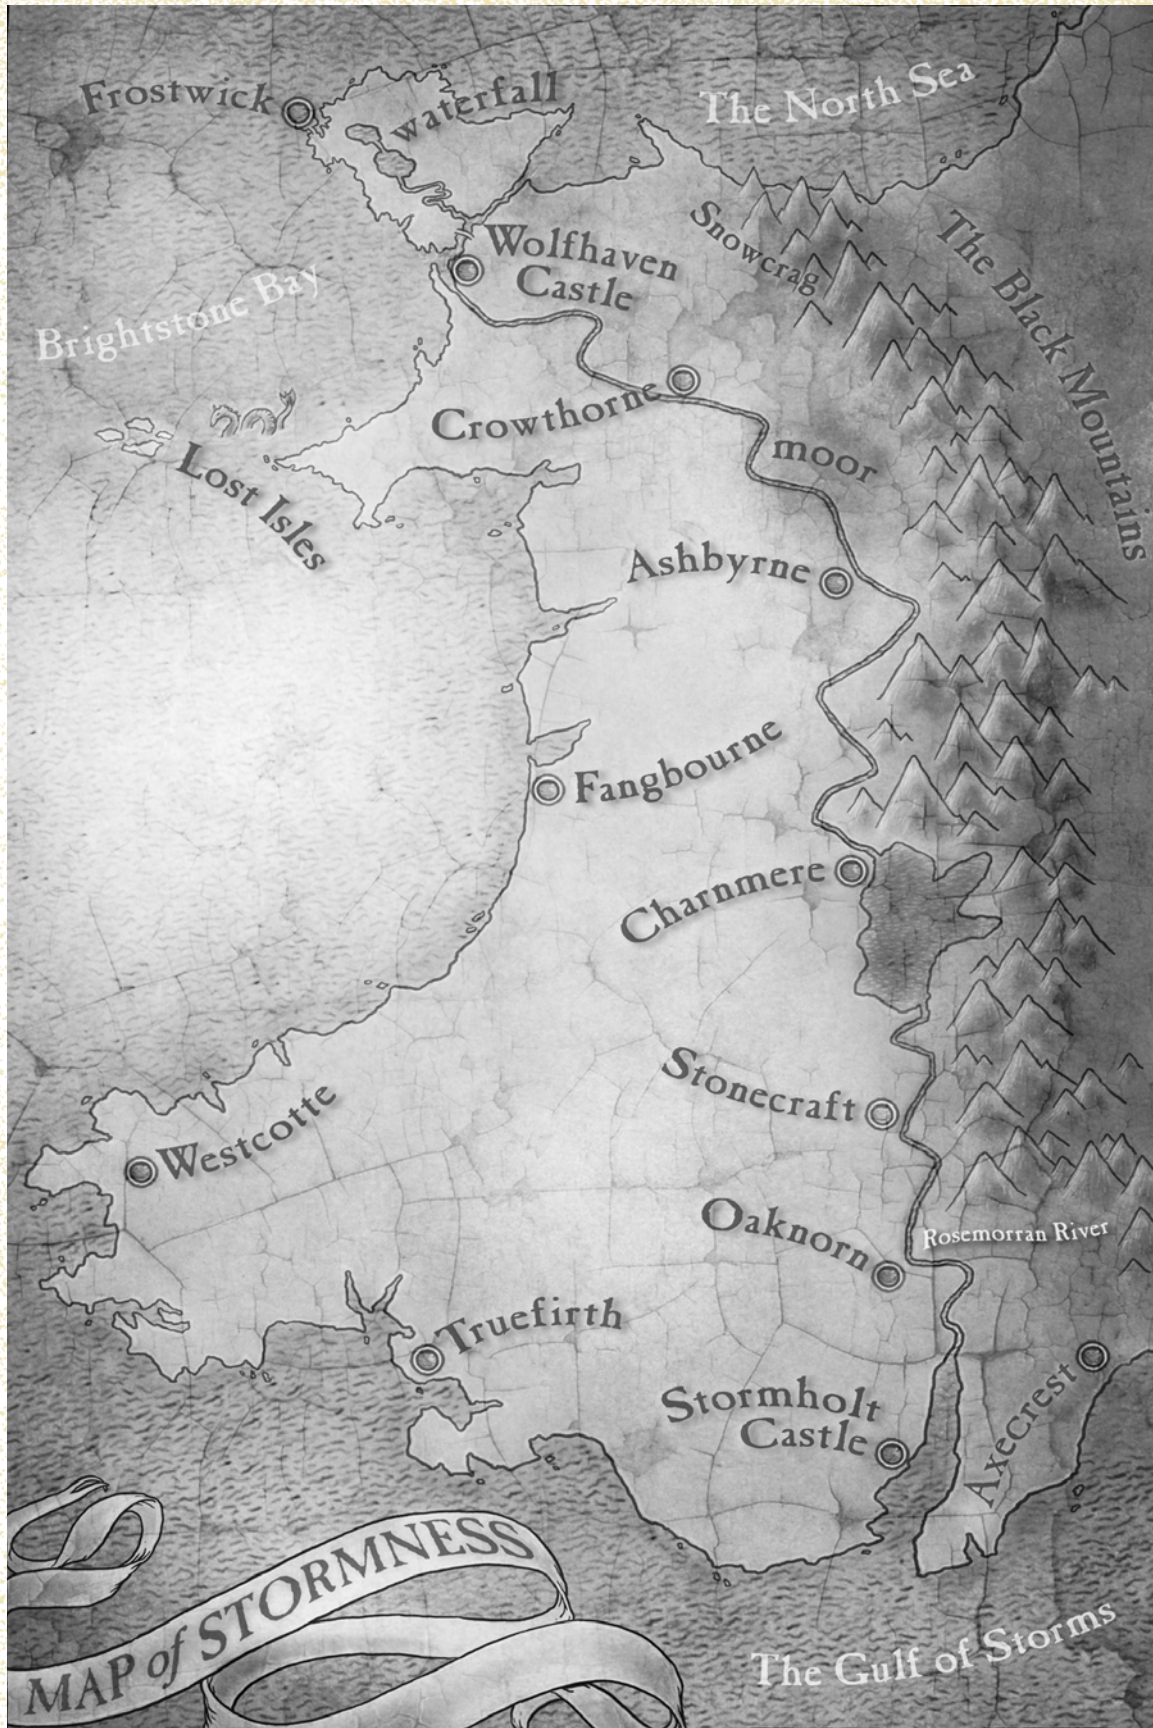 Frostwick
waterfall
The North Sea
Wolfhaven
Castle
Snowcrag
The Black Mountains
Brightstone Bay
Crowthorne
moor
Lost Isles
Ashbyrne
Fangbourne
Charnmere
Stonecraft
Westcotte
Oaknorn
Rosemorran River
Truefirth
Stormholt
Castle
Axecrest
MAP of STORMNESS
The Gulf of Storms